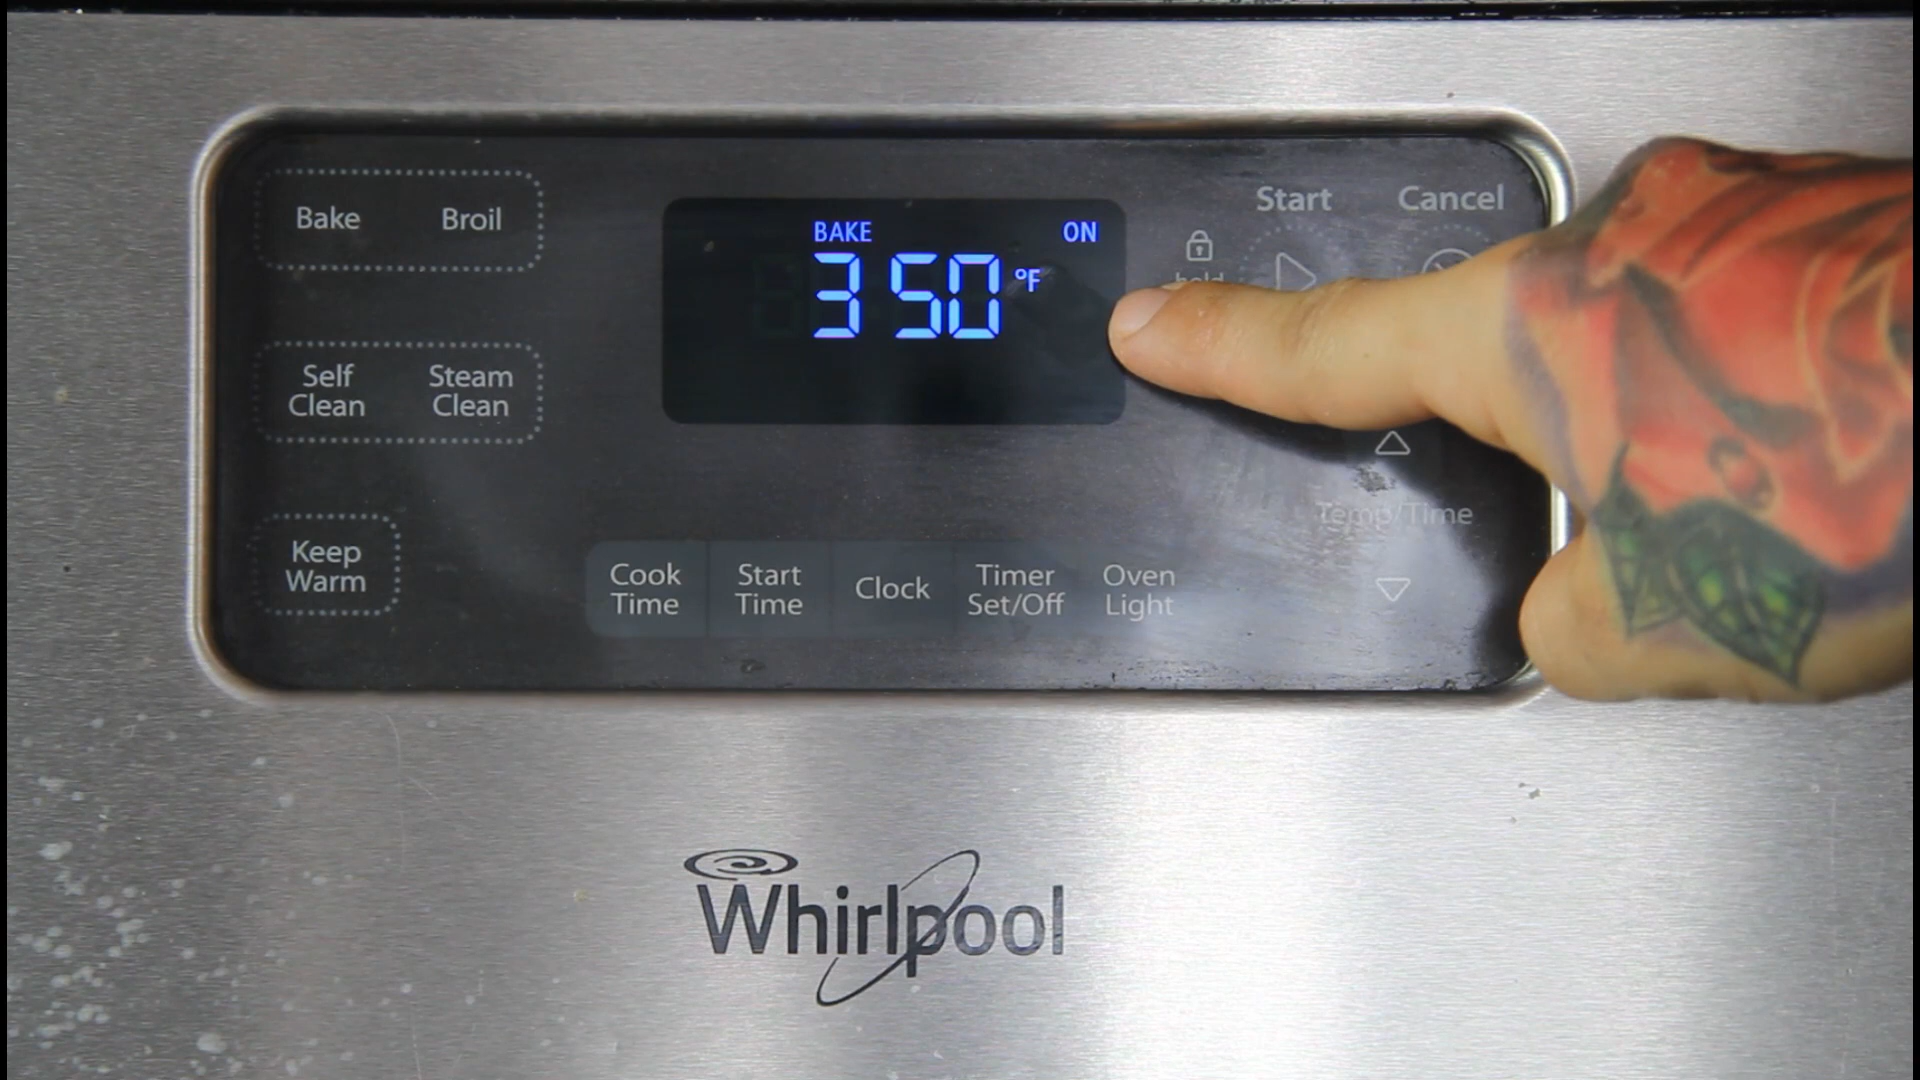 Bake Broil
BAKE ON
350 °F
Start Cancel
hold
Self Clean
Steam Clean
Temp/Time
Keep Warm
Cook Time
Start Time
Clock
Timer Set/Off
Oven Light
Whirlpool